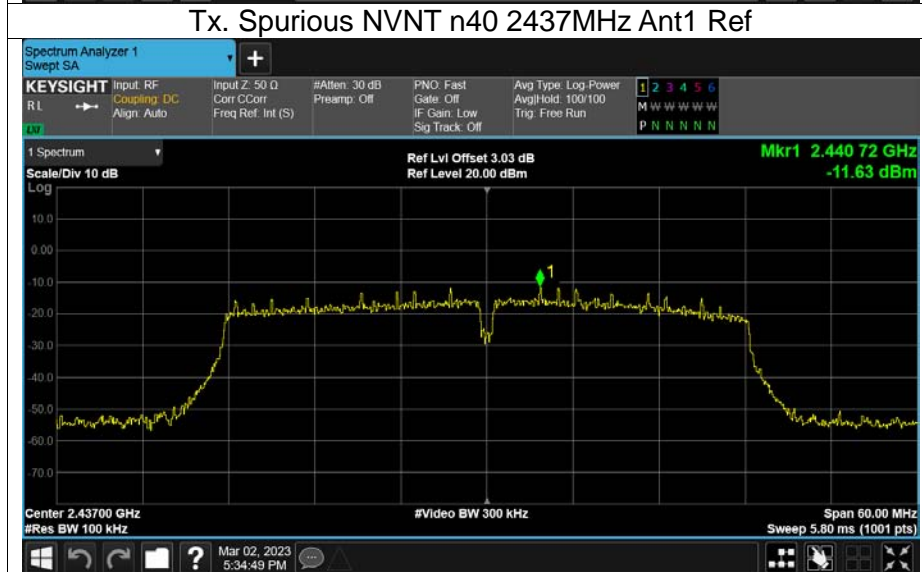 Tx. Spurious NVNT n40 2437MHz Ant1 Ref
Spectrum Analyzer 1
Swept SA
+
KEYSIGHT
RL
LXI
Input: RF
Coupling: DC
Align: Auto
Input Z: 50 Ω
Corr CCorr
Freq Ref: Int (S)
#Atten: 30 dB
Preamp: Off
PNO: Fast
Gate: Off
IF Gain: Low
Sig Track: Off
Avg Type: Log-Power
Avg|Hold: 100/100
Trig: Free Run
1 2 3 4 5 6
M W W W W W
P N N N N N
1 Spectrum
Scale/Div 10 dB
Ref Lvl Offset 3.03 dB
Ref Level 20.00 dBm
Mkr1 2.440 72 GHz
-11.63 dBm
Log
10.0
0.00
-10.0
-20.0
-30.0
-40.0
-50.0
-60.0
-70.0
1
Center 2.43700 GHz
#Res BW 100 kHz
#Video BW 300 kHz
Span 60.00 MHz
Sweep 5.80 ms (1001 pts)
?
Mar 02, 2023
5:34:49 PM